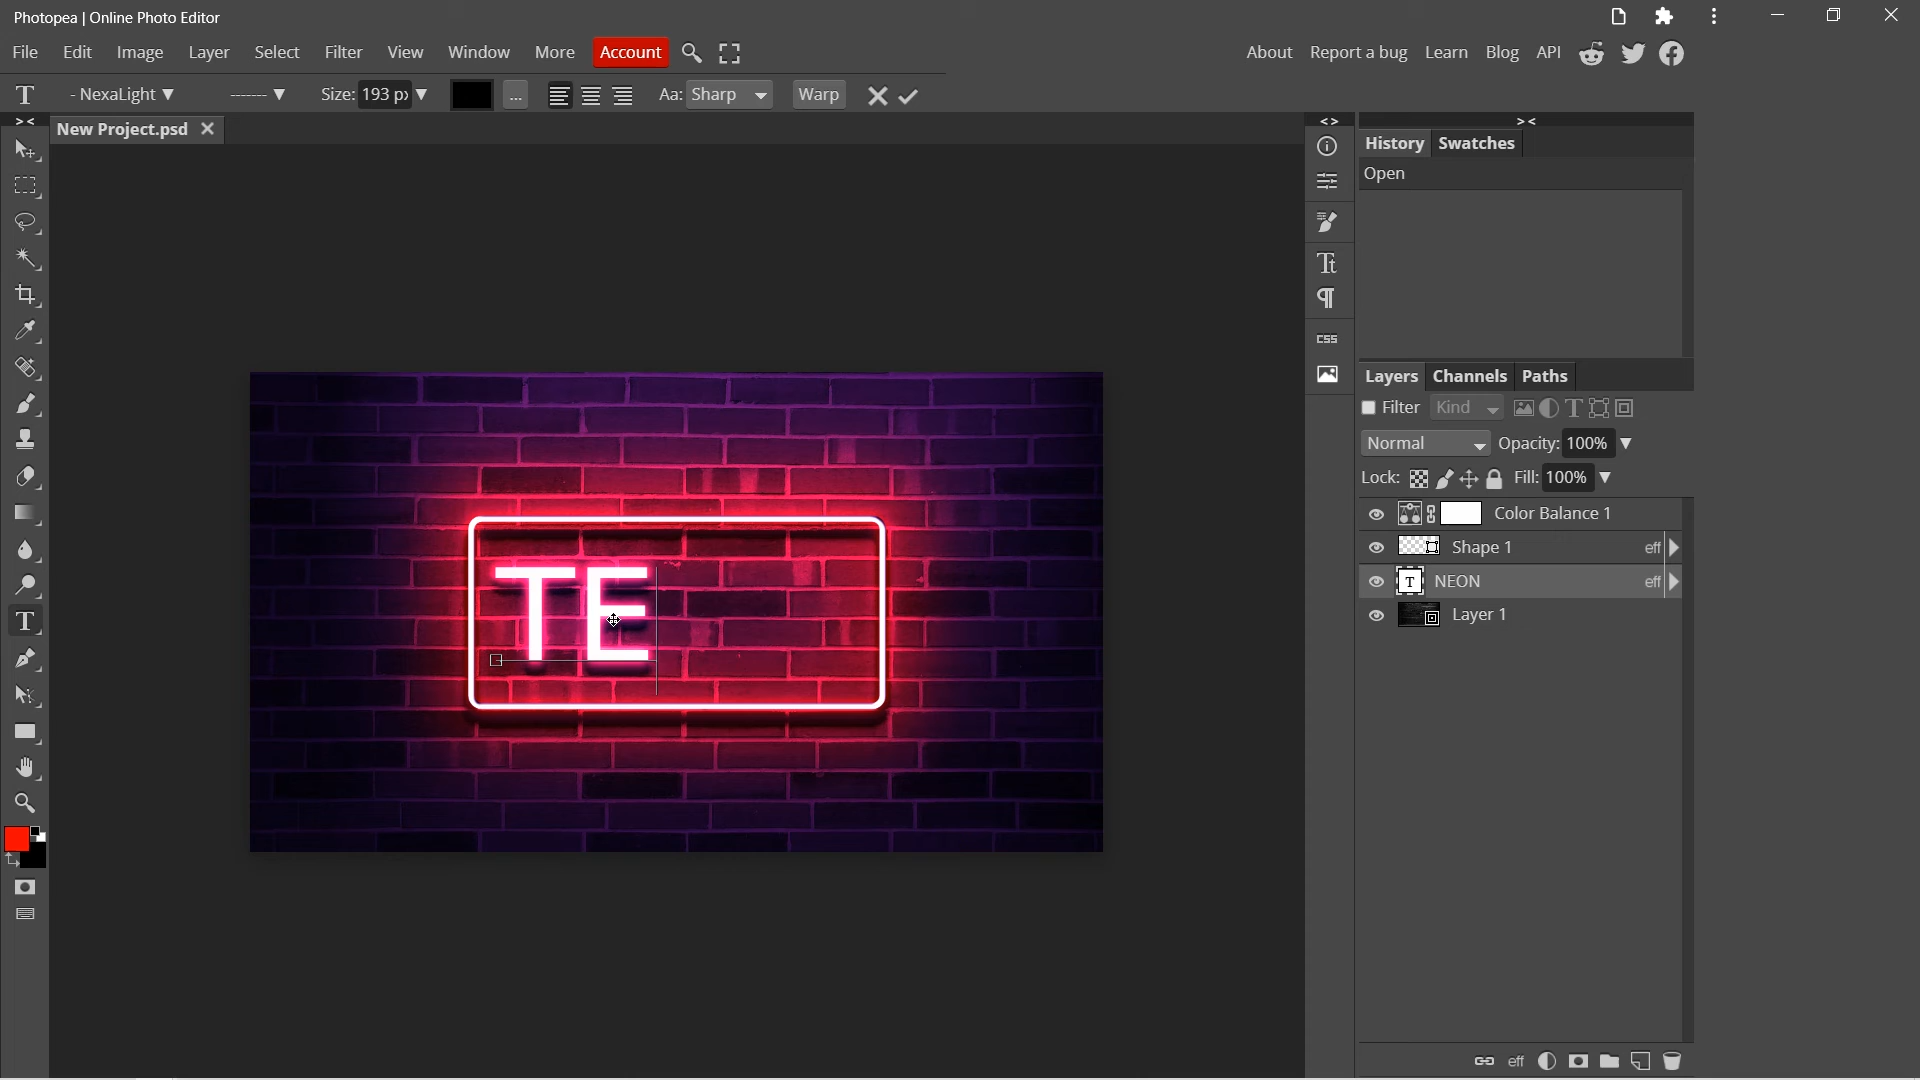 Photopea | Online Photo Editor
File Edit Image Layer Select Filter View Window More Account About Report a bug Learn Blog API
T - NexaLight ------- Size: 193 px ... Aa: Sharp Warp
> < New Project.psd < > > <
History Swatches
Open
Tt
¶
CSS
Layers Channels Paths
Filter Kind T
Normal Opacity: 100%
Lock: Fill: 100%
Color Balance 1
Shape 1 eff
T NEON eff
Layer 1
TE
T
eff